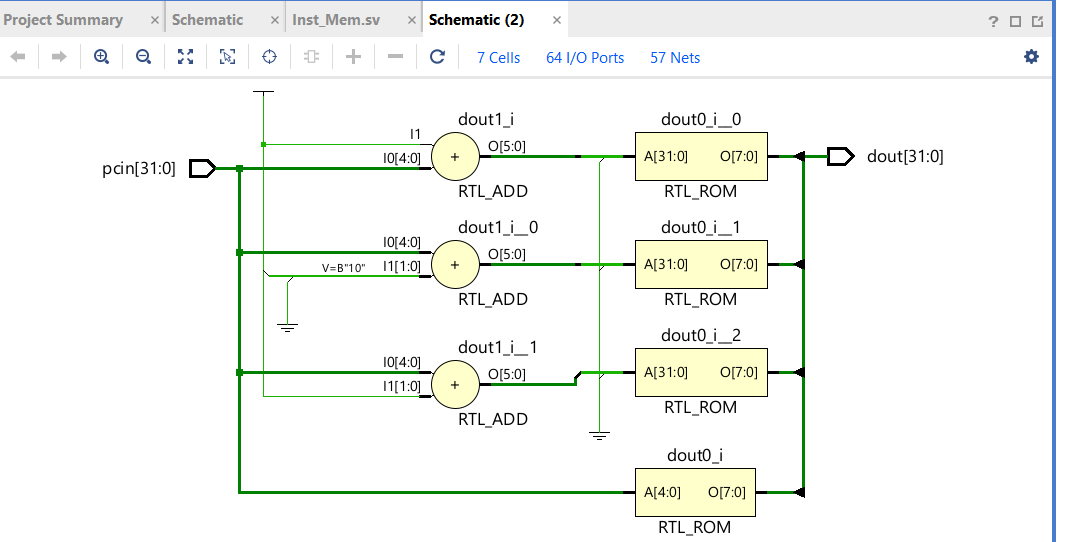 Project Summary × Schematic × Inst_Mem.sv × Schematic (2) ×
?
7 Cells 64 I/O Ports 57 Nets
dout1_i
dout0_i__0
I1
I0[4:0]
O[5:0]
+
A[31:0] O[7:0]
pcin[31:0]
dout[31:0]
RTL_ADD
RTL_ROM
dout1_i__0
dout0_i__1
I0[4:0]
O[5:0]
V=B"10" I1[1:0]
+
A[31:0] O[7:0]
RTL_ADD
RTL_ROM
dout1_i__1
dout0_i__2
I0[4:0]
O[5:0]
I1[1:0]
+
A[31:0] O[7:0]
RTL_ADD
RTL_ROM
dout0_i
A[4:0] O[7:0]
RTL_ROM